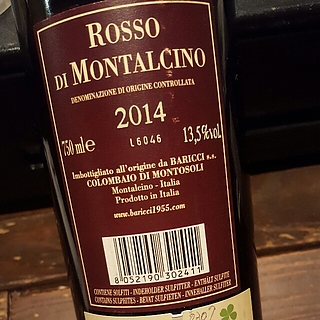 ROSSO
DI MONTALCINO
DENOMINAZIONE DI ORIGINE CONTROLLATA
2014
750 ml e L6046 13,5%vol.
Imbottigliato all'origine da BARICCI s.s.
COLOMBAIO DI MONTOSOLI
Montalcino - Italia
Prodotto in Italia
www.baricci1955.com
8 052190 302411
CONTIENE SOLFITI - INDEHOLDER SULFITTER - ENTHÄLT SULFITE
CONTAINS SULPHITES - BEVAT SULFIETEN - INNEHÅLLER SULFITER